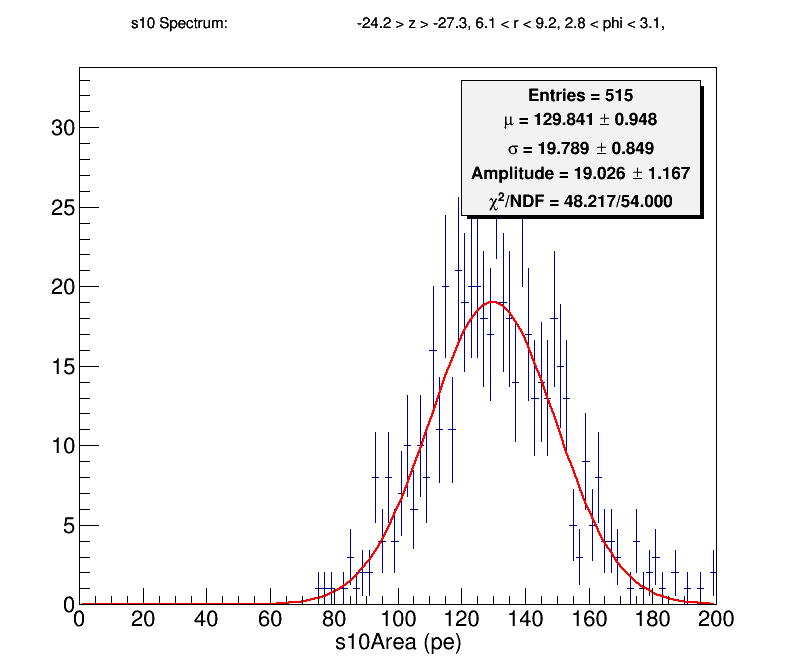 s10 Spectrum: -24.2 > z > -27.3, 6.1 < r < 9.2, 2.8 < phi < 3.1,
Entries = 515
μ = 129.841 ± 0.948
σ = 19.789 ± 0.849
Amplitude = 19.026 ± 1.167
χ²/NDF = 48.217/54.000
30
25
20
15
10
5
0
0 20 40 60 80 100 120 140 160 180 200
s10Area (pe)